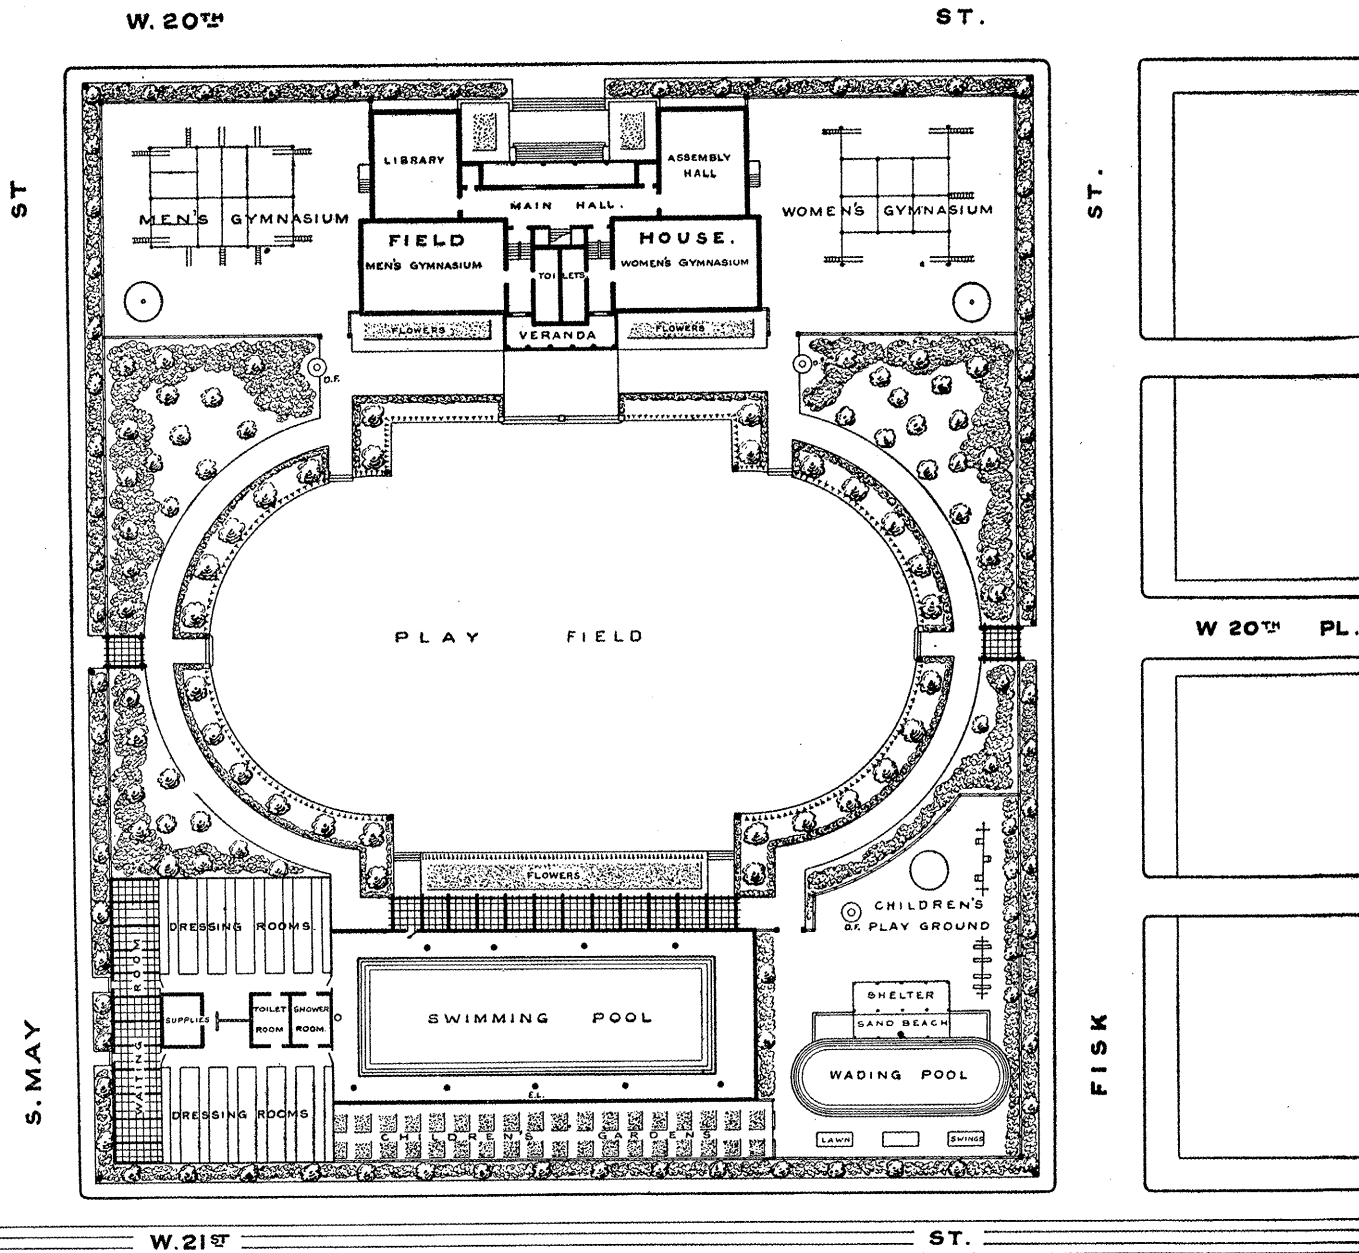 W. 20TH ST.
ST
ST.
LIBRARY
ASSEMBLY
HALL
MAIN HALL.
MEN'S GYMNASIUM
WOMEN'S GYMNASIUM
FIELD HOUSE.
MEN'S GYMNASIUM
WOMEN'S GYMNASIUM
TOILETS
FLOWERS
VERANDA
FLOWERS
D.F.
PLAY FIELD
W 20TH PL.
FLOWERS
DRESSING ROOMS.
WAITING ROOM
CHILDREN'S
D.F. PLAY GROUND
SUPPLIES
TOILET
ROOM
SHOWER
ROOM.
SWIMMING POOL
SHELTER
SAND BEACH
WADING POOL
S. MAY
FISK
E.L.
DRESSING ROOMS
CHILDREN'S GARDENS
LAWN SWINGS
W. 21ST ST.